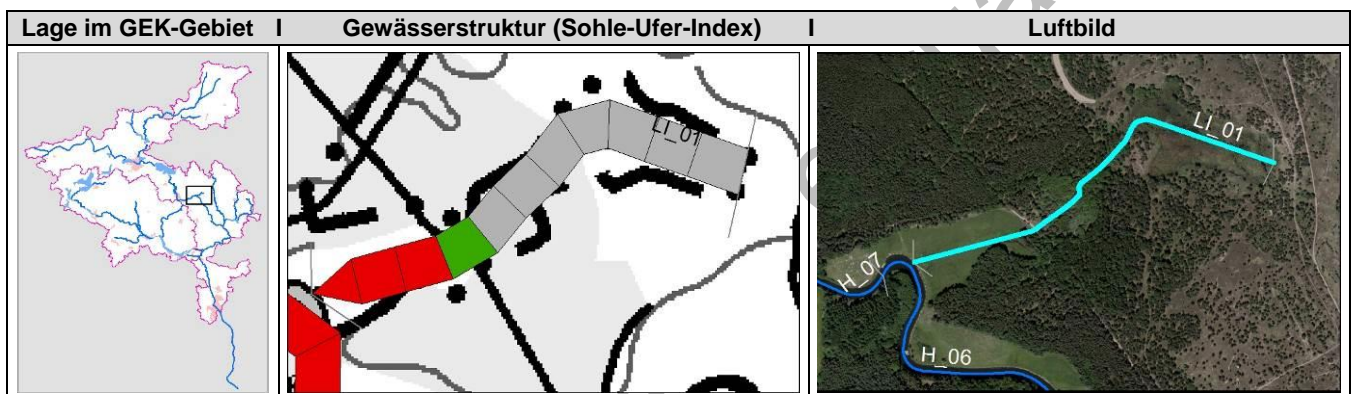 Lage im GEK-Gebiet I Gewässerstruktur (Sohle-Ufer-Index) I Luftbild
LI_01
LI_01
H_07
H_06